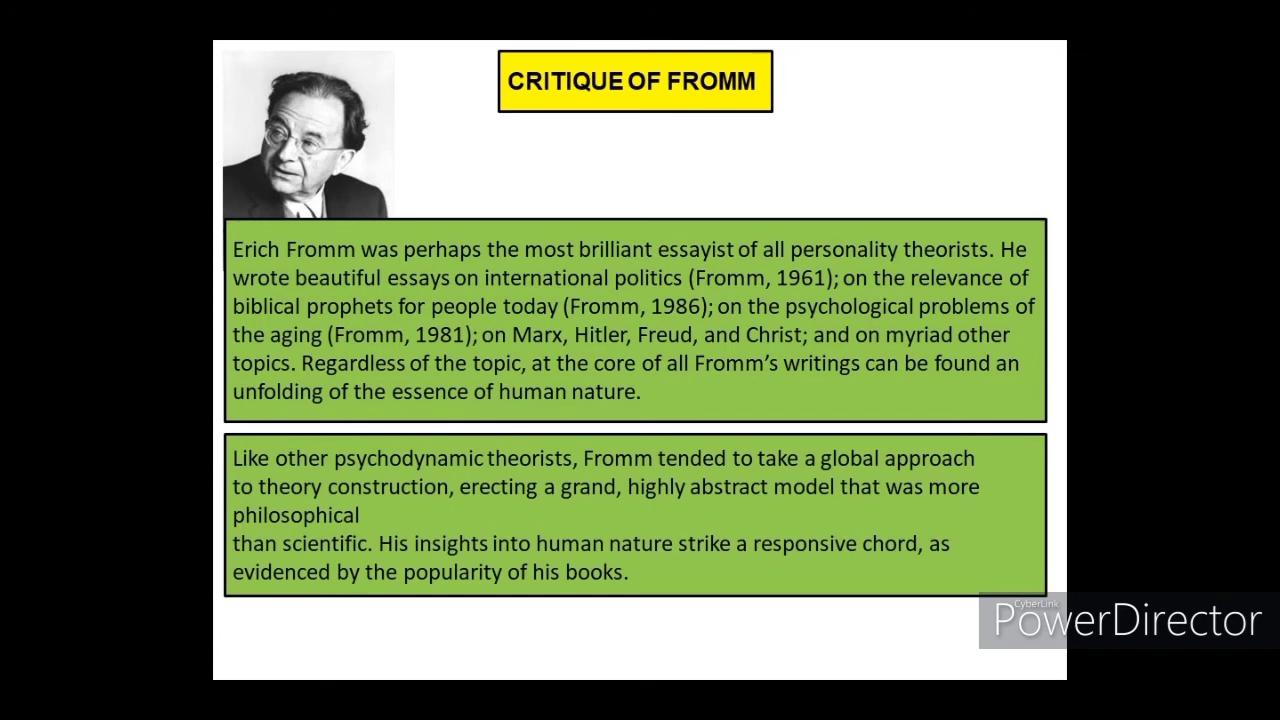 CRITIQUE OF FROMM
Erich Fromm was perhaps the most brilliant essayist of all personality theorists. He
wrote beautiful essays on international politics (Fromm, 1961); on the relevance of
biblical prophets for people today (Fromm, 1986); on the psychological problems of
the aging (Fromm, 1981); on Marx, Hitler, Freud, and Christ; and on myriad other
topics. Regardless of the topic, at the core of all Fromm’s writings can be found an
unfolding of the essence of human nature.
Like other psychodynamic theorists, Fromm tended to take a global approach
to theory construction, erecting a grand, highly abstract model that was more
philosophical
than scientific. His insights into human nature strike a responsive chord, as
evidenced by the popularity of his books.
CyberLink
PowerDirector